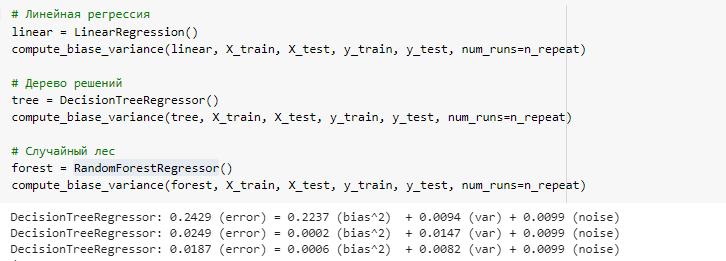 # Линейная регрессия
linear = LinearRegression()
compute_biase_variance(linear, X_train, X_test, y_train, y_test, num_runs=n_repeat)
# Дерево решений
tree = DecisionTreeRegressor()
compute_biase_variance(tree, X_train, X_test, y_train, y_test, num_runs=n_repeat)
# Случайный лес
forest = RandomForestRegressor()
compute_biase_variance(forest, X_train, X_test, y_train, y_test, num_runs=n_repeat)
DecisionTreeRegressor: 0.2429 (error) = 0.2237 (bias^2)  + 0.0094 (var) + 0.0099 (noise)
DecisionTreeRegressor: 0.0249 (error) = 0.0002 (bias^2)  + 0.0147 (var) + 0.0099 (noise)
DecisionTreeRegressor: 0.0187 (error) = 0.0006 (bias^2)  + 0.0082 (var) + 0.0099 (noise)